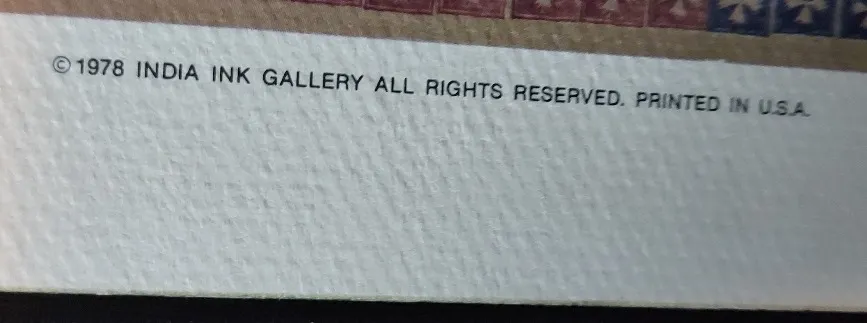 © 1978 INDIA INK GALLERY ALL RIGHTS RESERVED. PRINTED IN U.S.A.